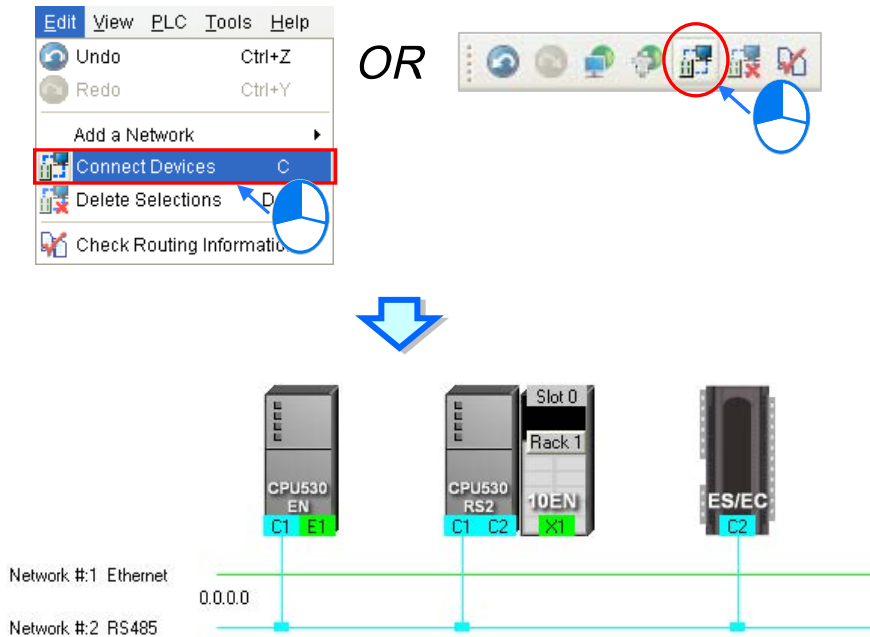 Edit View PLC Tools Help
Undo Ctrl+Z
Redo Ctrl+Y
Add a Network
Connect Devices C
Delete Selections
Check Routing
OR
Slot 0
Rack 1
CPU530
EN
C1 E1
CPU530
RS2
C1 C2
10EN
X1
ES/EC
C2
Network #:1 Ethernet
0.0.0.0
Network #:2 RS485